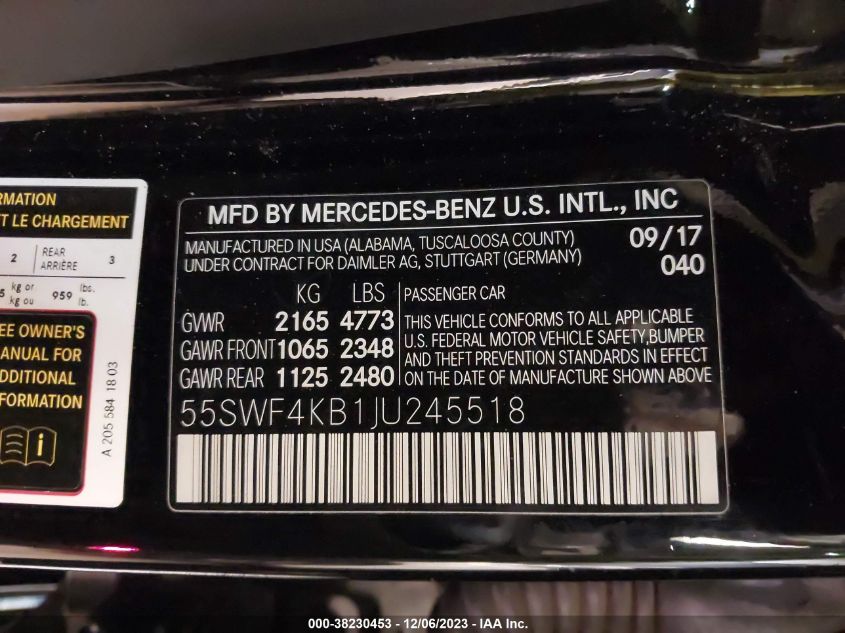 RMATION
T LE CHARGEMENT
2 REAR ARRIÈRE 3
kg or kg ou 959 lbs. lb.
EE OWNER'S
MANUAL FOR
DDITIONAL
FORMATION
A 205 584 18 03
MFD BY MERCEDES-BENZ U.S. INTL., INC
MANUFACTURED IN USA (ALABAMA, TUSCALOOSA COUNTY) 09/17
UNDER CONTRACT FOR DAIMLER AG, STUTTGART (GERMANY) 040
KG LBS PASSENGER CAR
GVWR 2165 4773 THIS VEHICLE CONFORMS TO ALL APPLICABLE
U.S. FEDERAL MOTOR VEHICLE SAFETY,BUMPER
GAWR FRONT 1065 2348 AND THEFT PREVENTION STANDARDS IN EFFECT
GAWR REAR 1125 2480 ON THE DATE OF MANUFACTURE SHOWN ABOVE
55SWF4KB1JU245518
000-38230453 - 12/06/2023 - IAA Inc.